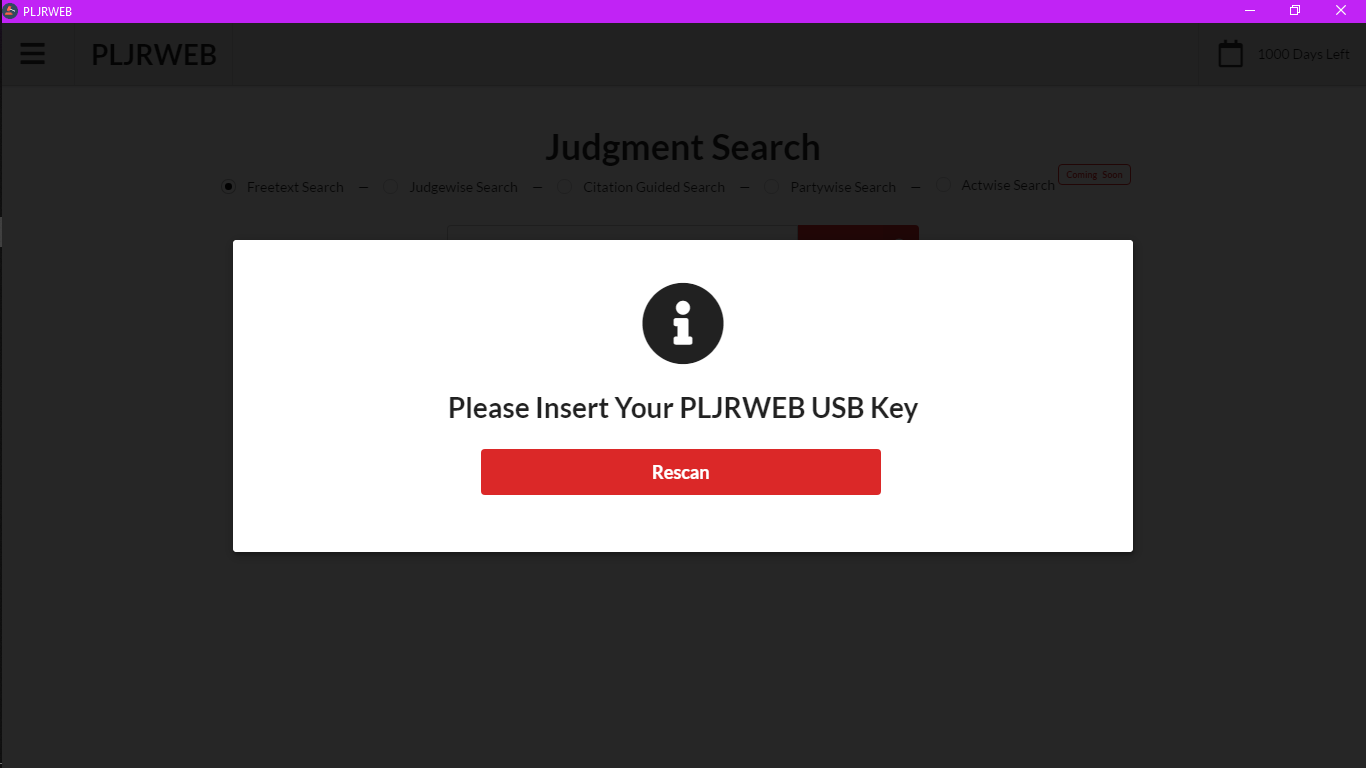 PLJRWEB
PLJRWEB
1000 Days Left
Judgment Search
Freetext Search — Judgewise Search — Citation Guided Search — Partywise Search — Actwise Search Coming Soon
Please Insert Your PLJRWEB USB Key
Rescan